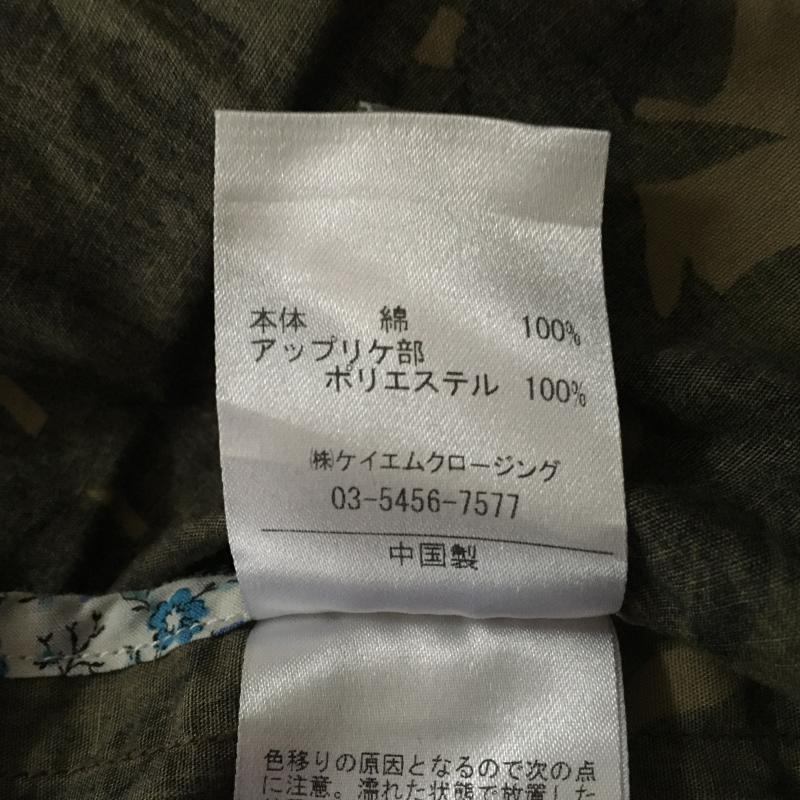 本体 綿 100%
アップリケ部
ポリエステル 100%
㈱ケイエムクロージング
03-5456-7577
中国製
色移りの原因となるので次の点
に注意。濡れた状態で放置した